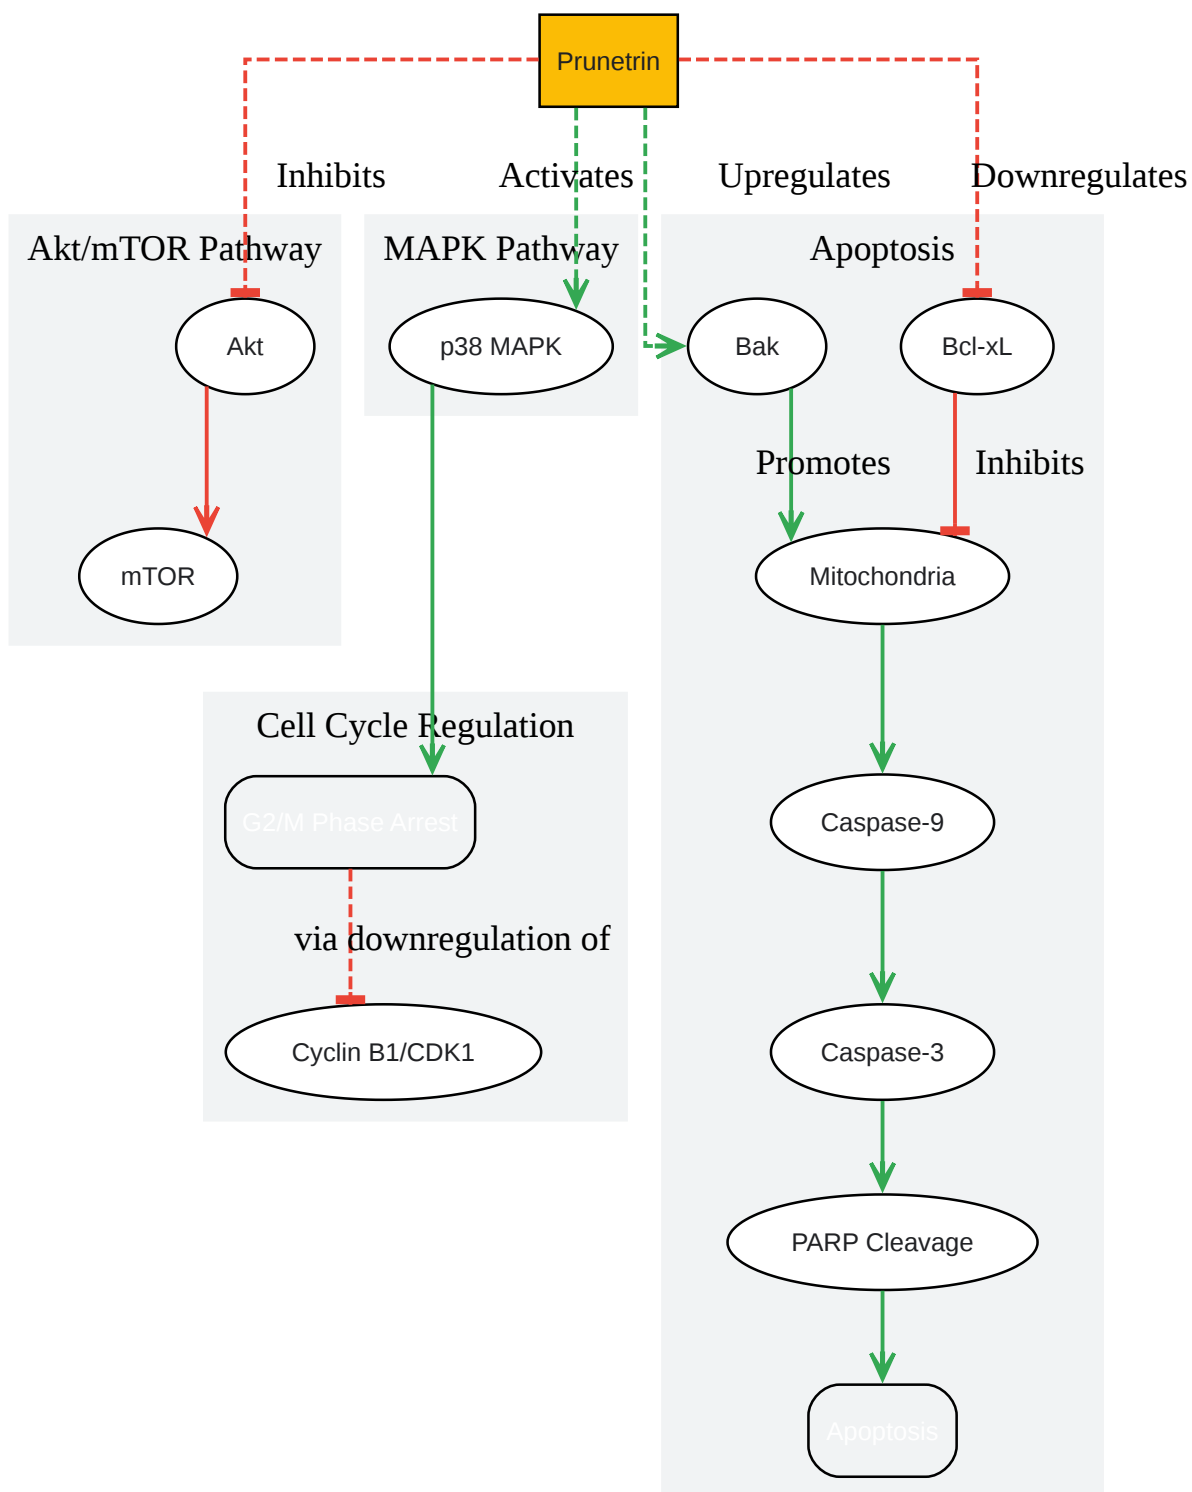 Prunetrin
Inhibits
Activates
Upregulates
Downregulates
Akt/mTOR Pathway
MAPK Pathway
Apoptosis
Akt
p38 MAPK
Bak
Bcl-xL
Promotes
Inhibits
mTOR
Mitochondria
Cell Cycle Regulation
G2/M Phase Arrest
Caspase-9
via downregulation of
Cyclin B1/CDK1
Caspase-3
PARP Cleavage
Apoptosis